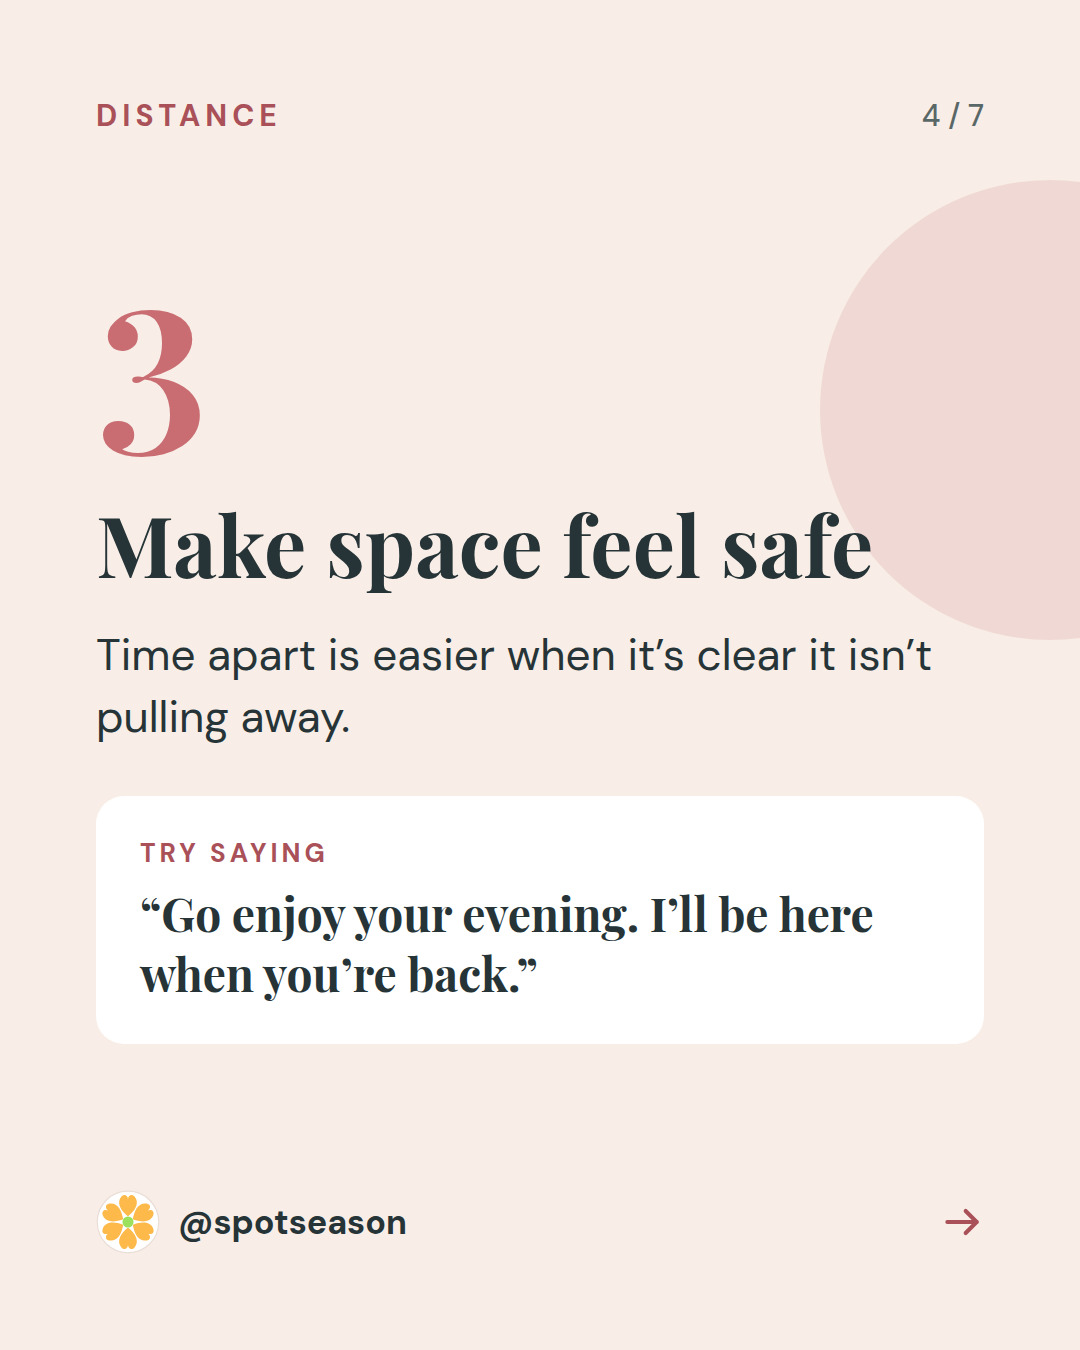 DISTANCE
4 / 7
3
Make space feel safe
Time apart is easier when it’s clear it isn’t
pulling away.
TRY SAYING
“Go enjoy your evening. I’ll be here
when you’re back.”
@spotseason